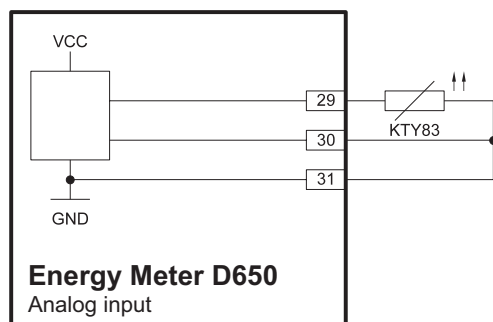 VCC
29
KTY83
30
31
GND
Energy Meter D650
Analog input